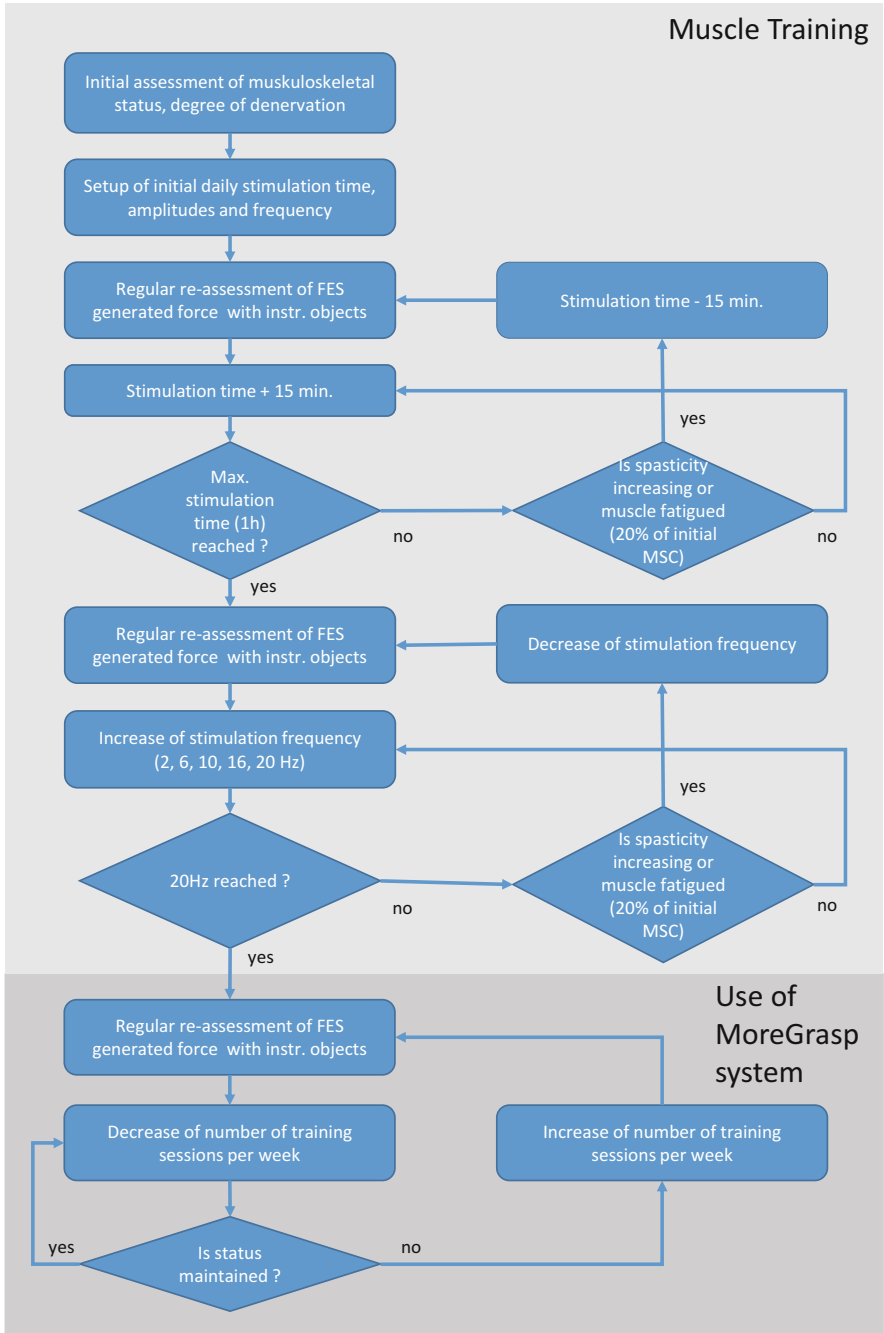 Muscle Training
Initial assessment of muskuloskeletal
status, degree of denervation
Setup of initial daily stimulation time,
amplitudes and frequency
Regular re-assessment of FES
generated force with instr. objects
Stimulation time - 15 min.
Stimulation time + 15 min.
yes
Max.
stimulation
time (1h)
reached ?
no
Is spasticity
increasing or
muscle fatigued
(20% of initial
MSC)
no
yes
Regular re-assessment of FES
generated force with instr. objects
Decrease of stimulation frequency
Increase of stimulation frequency
(2, 6, 10, 16, 20 Hz)
yes
20Hz reached ?
no
Is spasticity
increasing or
muscle fatigued
(20% of initial
MSC)
no
yes
Use of
MoreGrasp
system
Regular re-assessment of FES
generated force with instr. objects
Decrease of number of training
sessions per week
Increase of number of training
sessions per week
yes
Is status
maintained ?
no